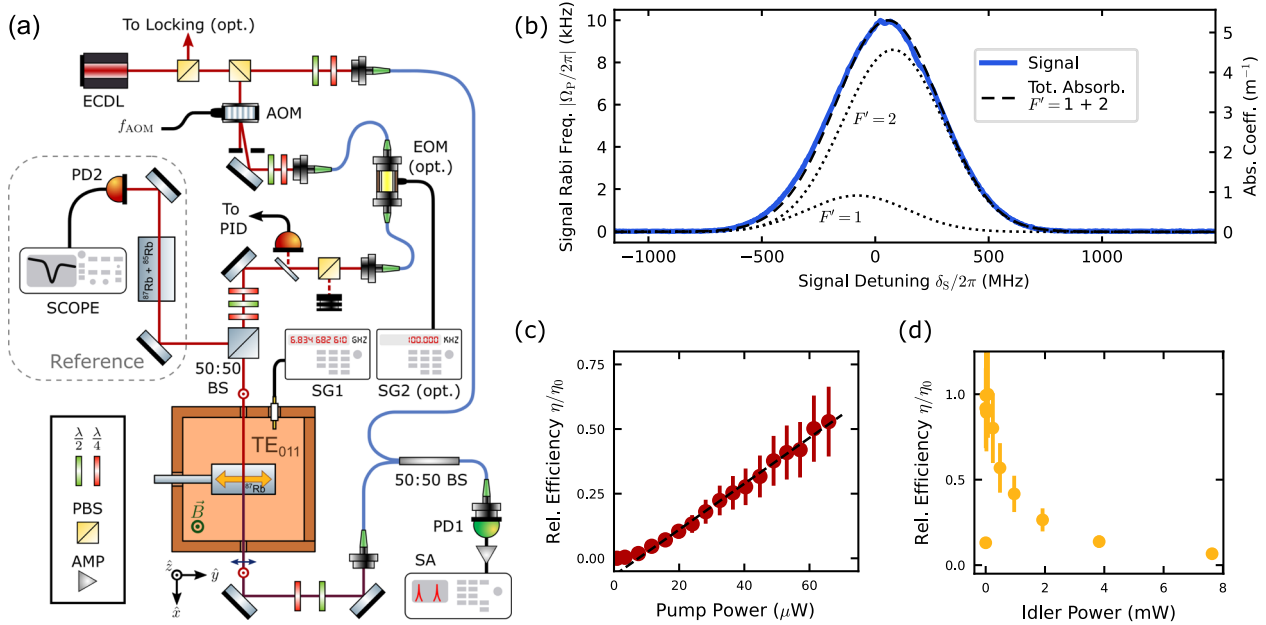 (a)
To Locking (opt.)
ECDL
AOM
f_AOM
EOM
(opt.)
PD2
To
PID
⁸⁷Rb + ⁸⁵Rb
SCOPE
Reference
50:50
BS
6.834 682 610 GHZ
SG1
100.000 KHZ
SG2 (opt.)
TE₀₁₁
⁸⁷Rb
B⃗
50:50 BS
PD1
SA
λ/2 λ/4
PBS
AMP
ẑ
ŷ
x̂
(b)
Signal Rabi Freq. |Ω_P/2π| (kHz)
10
8
6
4
2
0
5
4
3
2
1
0
Abs. Coeff. (m⁻¹)
Signal
Tot. Absorb.
F′ = 1 + 2
F′ = 2
F′ = 1
−1000 −500 0 500 1000
Signal Detuning δ_S/2π (MHz)
(c)
Rel. Efficiency η/η₀
0.75
0.50
0.25
0.00
0 20 40 60
Pump Power (μW)
(d)
Rel. Efficiency η/η₀
1.0
0.5
0.0
0 2 4 6 8
Idler Power (mW)